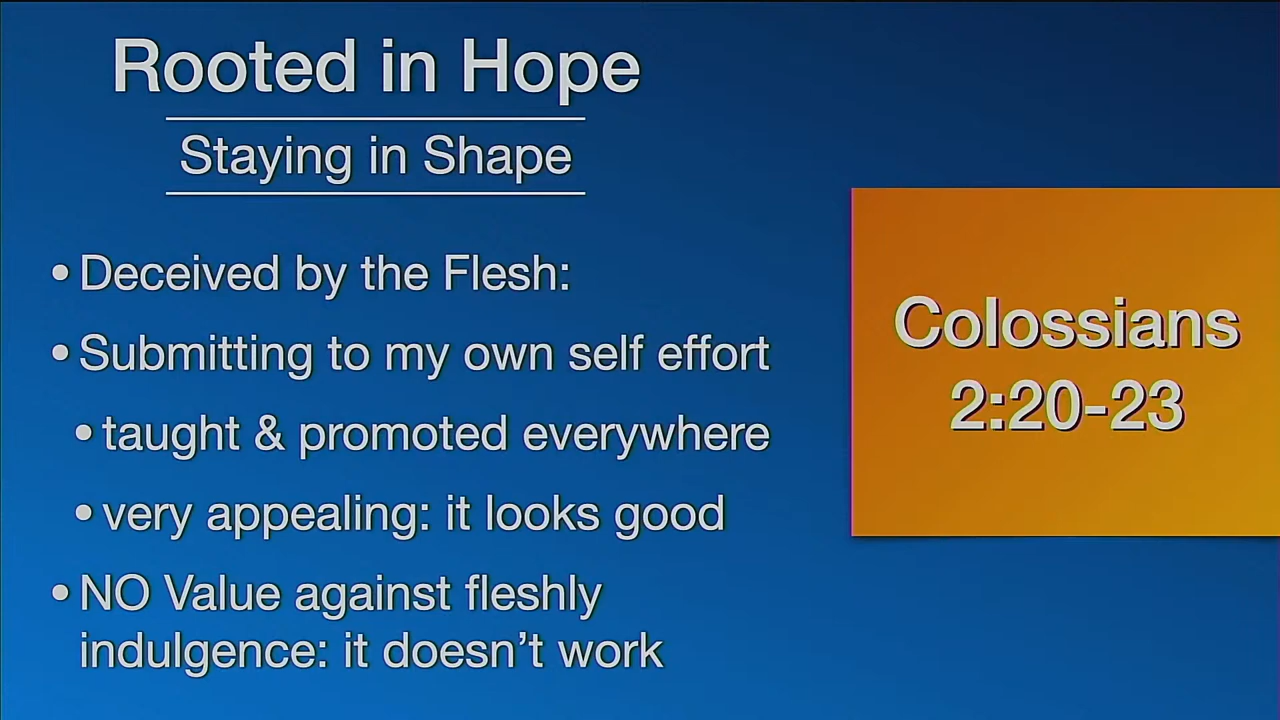 Rooted in Hope
Staying in Shape
• Deceived by the Flesh:
• Submitting to my own self effort
• taught & promoted everywhere
• very appealing: it looks good
• NO Value against fleshly
indulgence: it doesn’t work
Colossians
2:20-23